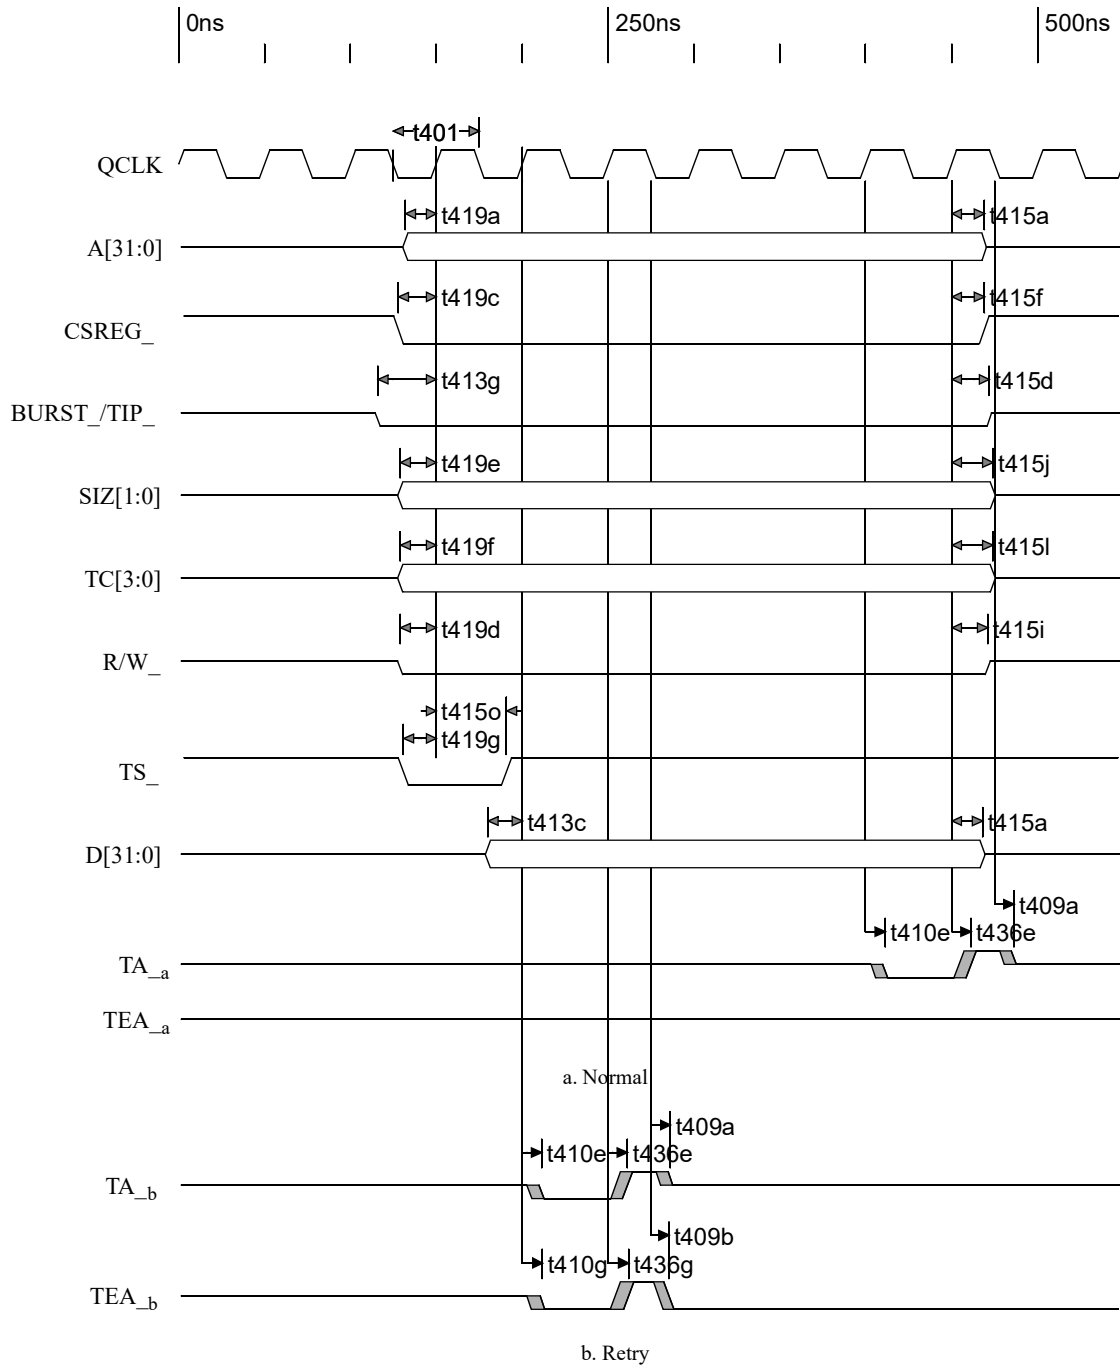 0ns 250ns 500ns
t401
QCLK
t419a t415a
A[31:0]
t419c t415f
CSREG_
t413g t415d
BURST_/TIP_
t419e t415j
SIZ[1:0]
t419f t415l
TC[3:0]
t419d t415i
R/W_
t415o
t419g
TS_
t413c t415a
D[31:0]
t409a
t410e t436e
TA_a
TEA_a
a. Normal
t409a
t410e t436e
TA_b
t409b
t410g t436g
TEA_b
b. Retry